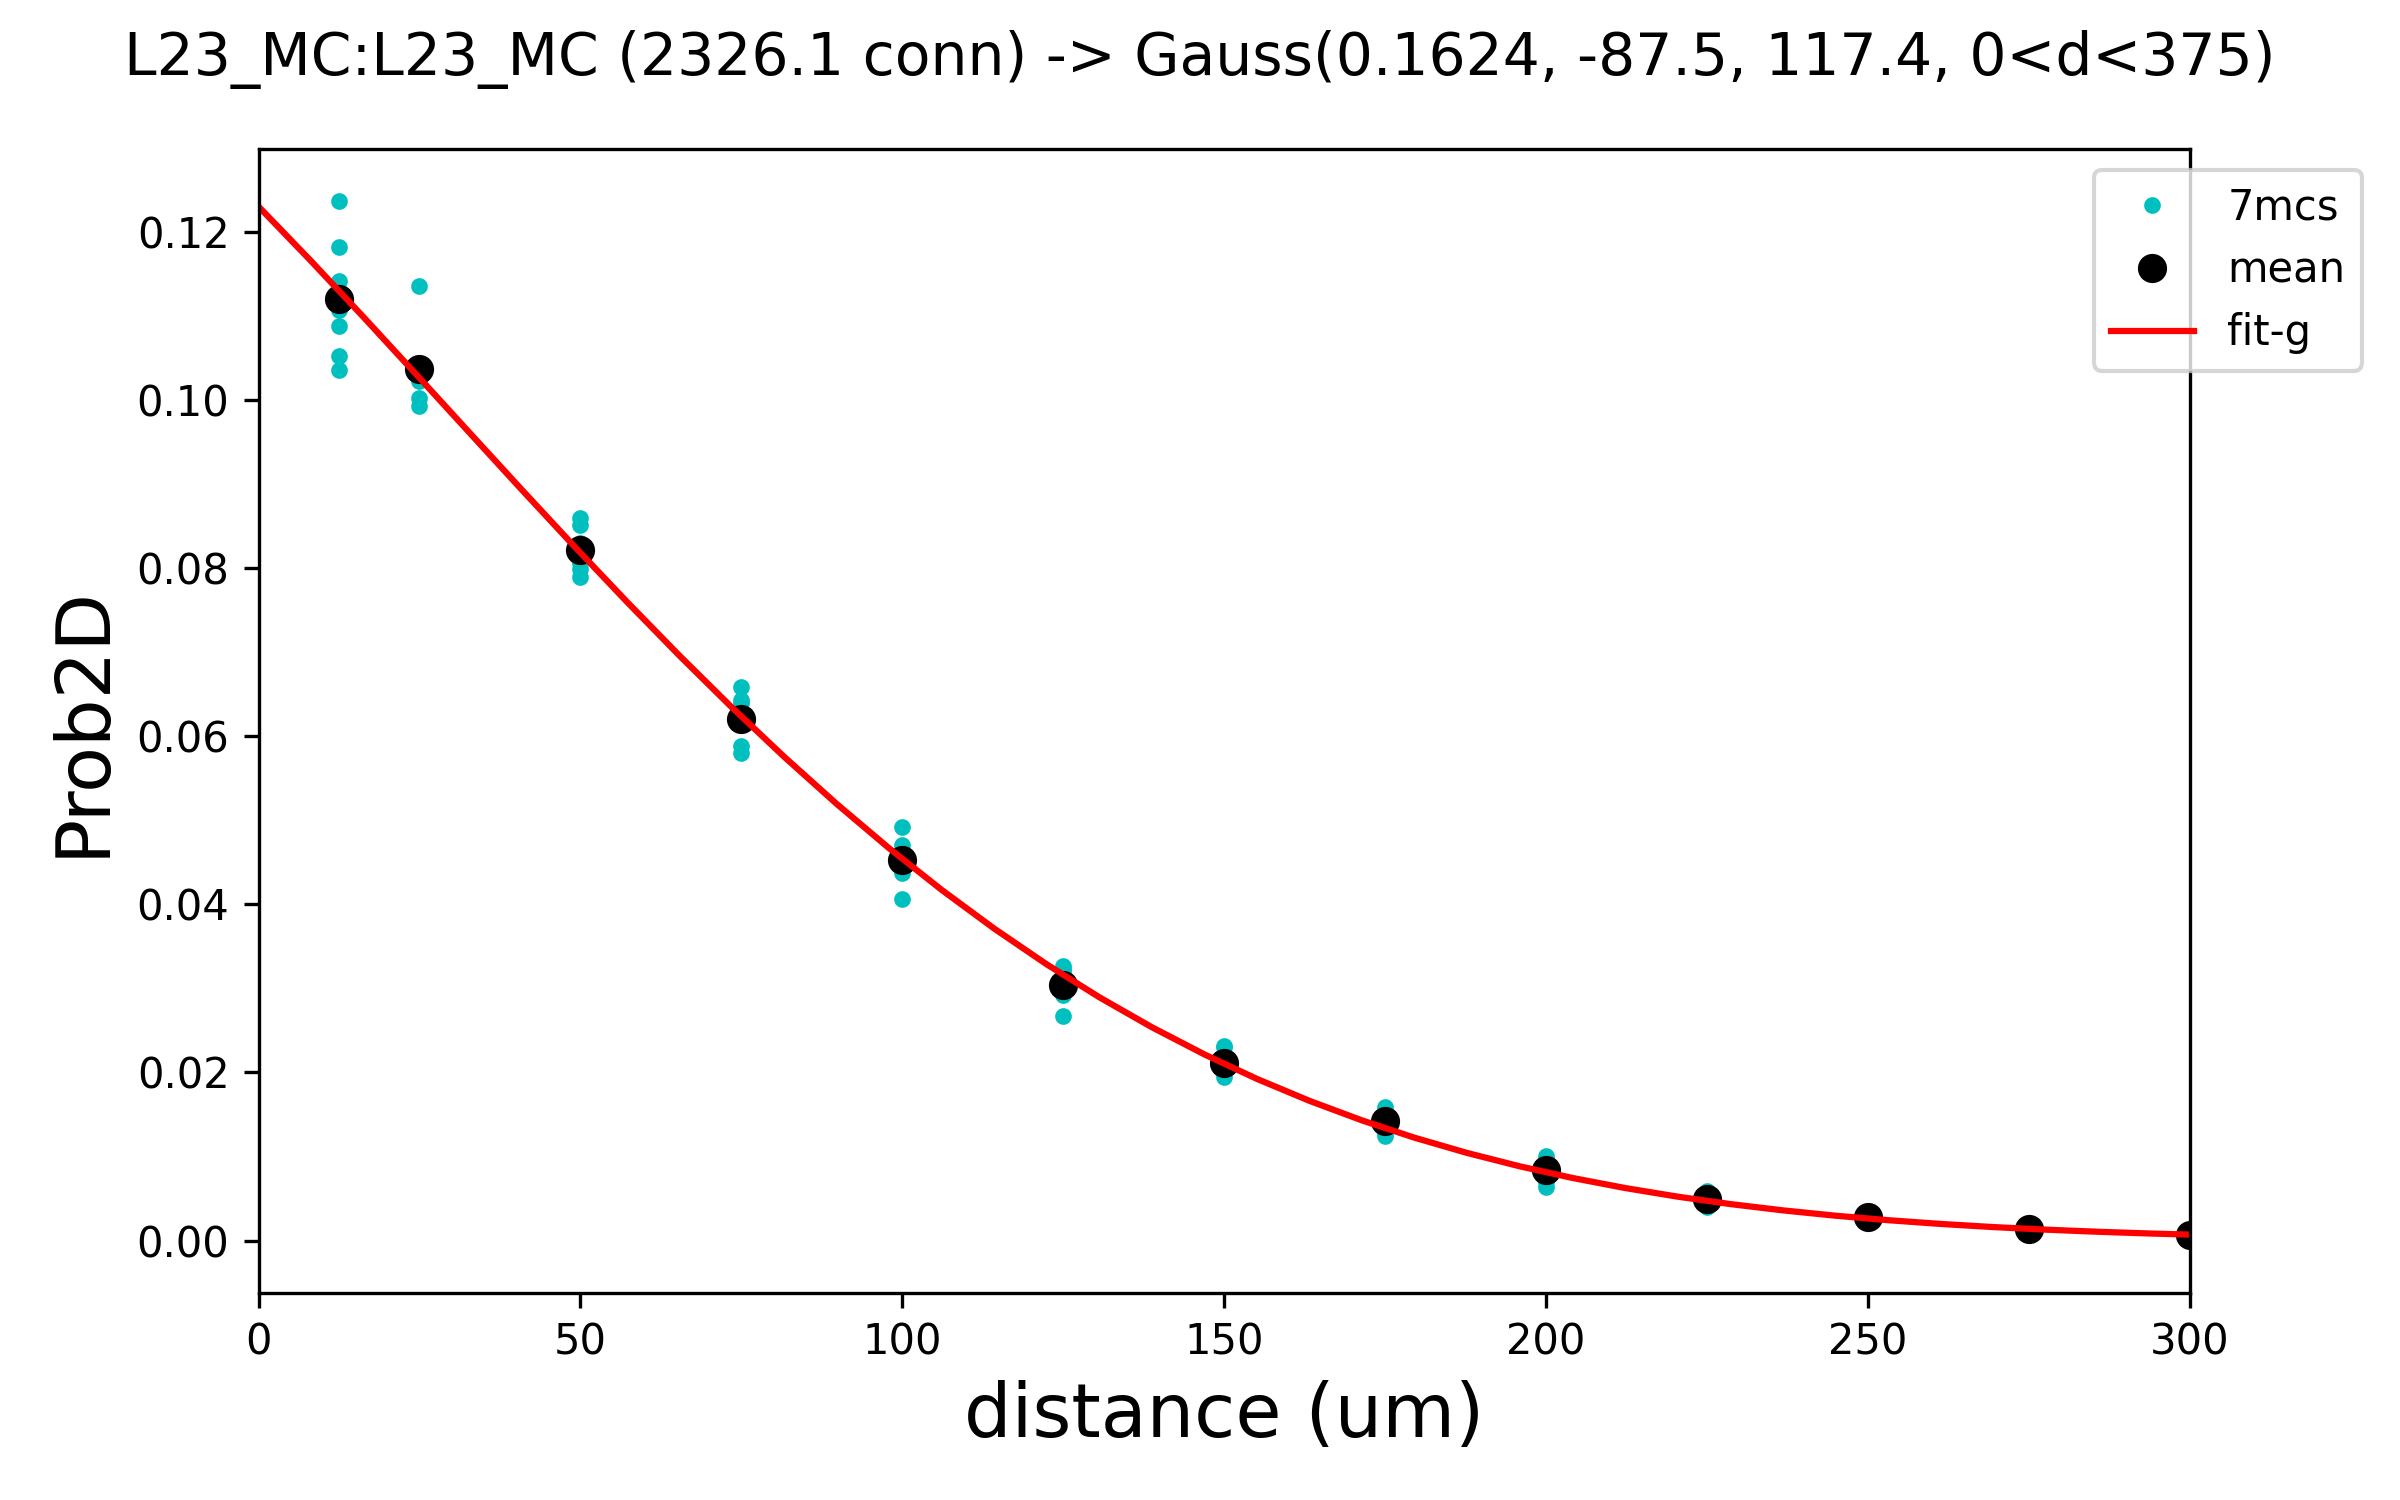 L23_MC:L23_MC (2326.1 conn) -> Gauss(0.1624, -87.5, 117.4, 0<d<375)
7mcs
mean
fit-g
Prob2D
0.12
0.10
0.08
0.06
0.04
0.02
0.00
0
50
100
150
200
250
300
distance (um)